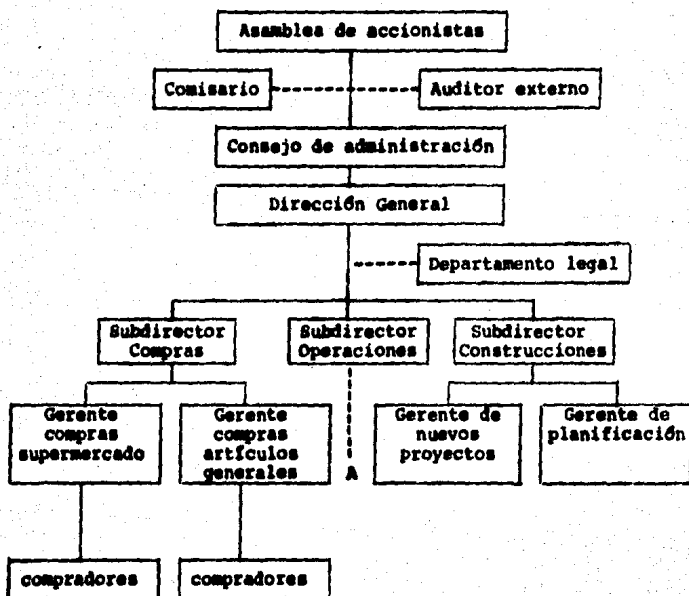 Asamblea de accionistas
Comisario
Auditor externo
Consejo de administración
Dirección General
Departamento legal
Subdirector
Compras
Subdirector
Operaciones
Subdirector
Construcciones
Gerente
compras
supermercado
Gerente
compras
artículos
generales
A
Gerente de
nuevos
proyectos
Gerente de
planificación
compradores
compradores